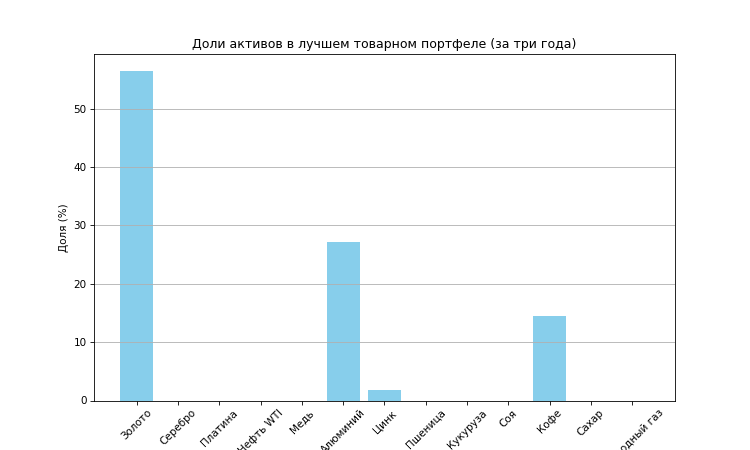 Доли активов в лучшем товарном портфеле (за три года)
Доля (%)
50
40
30
20
10
0
Золото
Серебро
Платина
Нефть WTI
Медь
Алюминий
Цинк
Пшеница
Кукуруза
Соя
Кофе
Сахар
газ